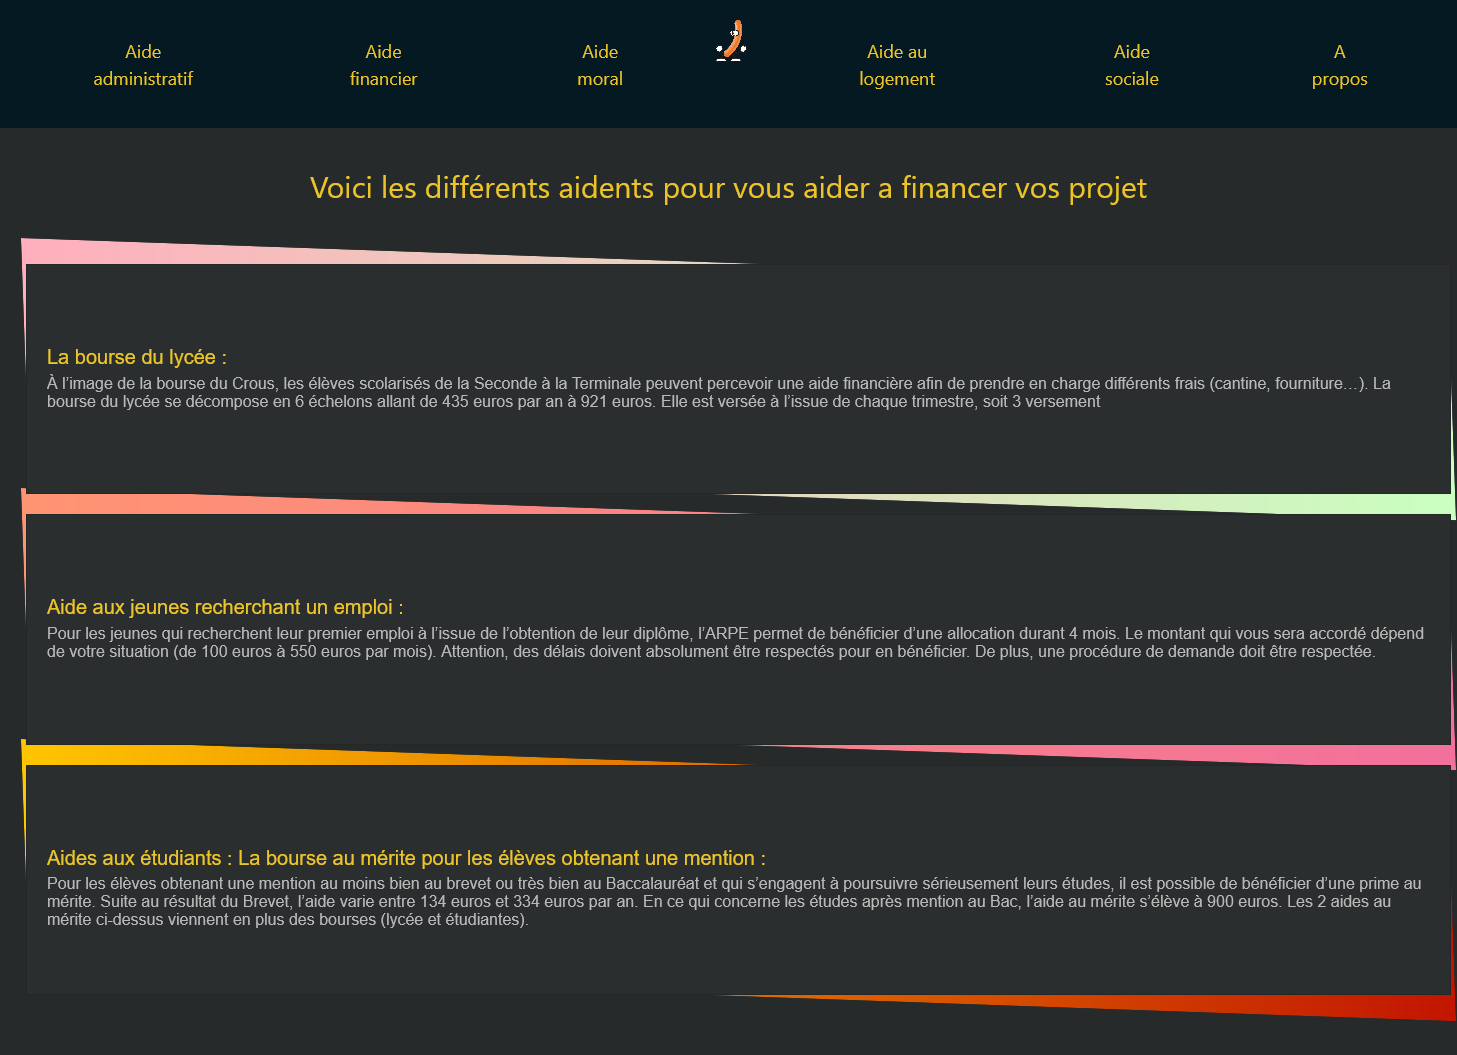 Aide
administratif
Aide
financier
Aide
moral
Aide au
logement
Aide
sociale
A
propos
Voici les différents aidents pour vous aider a financer vos projet
La bourse du lycée :
À l’image de la bourse du Crous, les élèves scolarisés de la Seconde à la Terminale peuvent percevoir une aide financière afin de prendre en charge différents frais (cantine, fourniture…). La
bourse du lycée se décompose en 6 échelons allant de 435 euros par an à 921 euros. Elle est versée à l’issue de chaque trimestre, soit 3 versement
Aide aux jeunes recherchant un emploi :
Pour les jeunes qui recherchent leur premier emploi à l’issue de l’obtention de leur diplôme, l’ARPE permet de bénéficier d’une allocation durant 4 mois. Le montant qui vous sera accordé dépend
de votre situation (de 100 euros à 550 euros par mois). Attention, des délais doivent absolument être respectés pour en bénéficier. De plus, une procédure de demande doit être respectée.
Aides aux étudiants : La bourse au mérite pour les élèves obtenant une mention :
Pour les élèves obtenant une mention au moins bien au brevet ou très bien au Baccalauréat et qui s’engagent à poursuivre sérieusement leurs études, il est possible de bénéficier d’une prime au
mérite. Suite au résultat du Brevet, l’aide varie entre 134 euros et 334 euros par an. En ce qui concerne les études après mention au Bac, l’aide au mérite s’élève à 900 euros. Les 2 aides au
mérite ci-dessus viennent en plus des bourses (lycée et étudiantes).